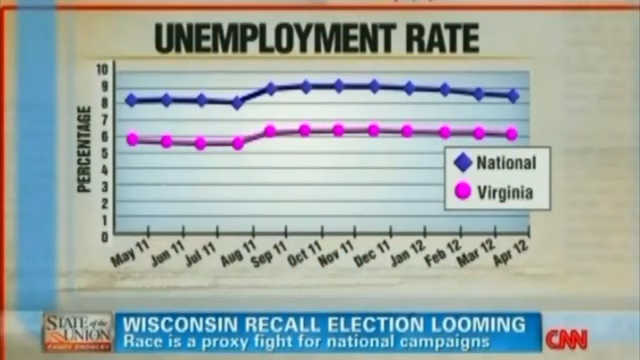 UNEMPLOYMENT RATE
10
9
8
7
6
5
4
3
2
1
0
PERCENTAGE
National
Virginia
May 11
Jun 11
Jul 11
Aug 11
Sep 11
Oct 11
Nov 11
Dec 11
Jan 12
Feb 12
Mar 12
Apr 12
STATE of the
UNION
CANDY CROWLEY
WISCONSIN RECALL ELECTION LOOMING
Race is a proxy fight for national campaigns
CNN